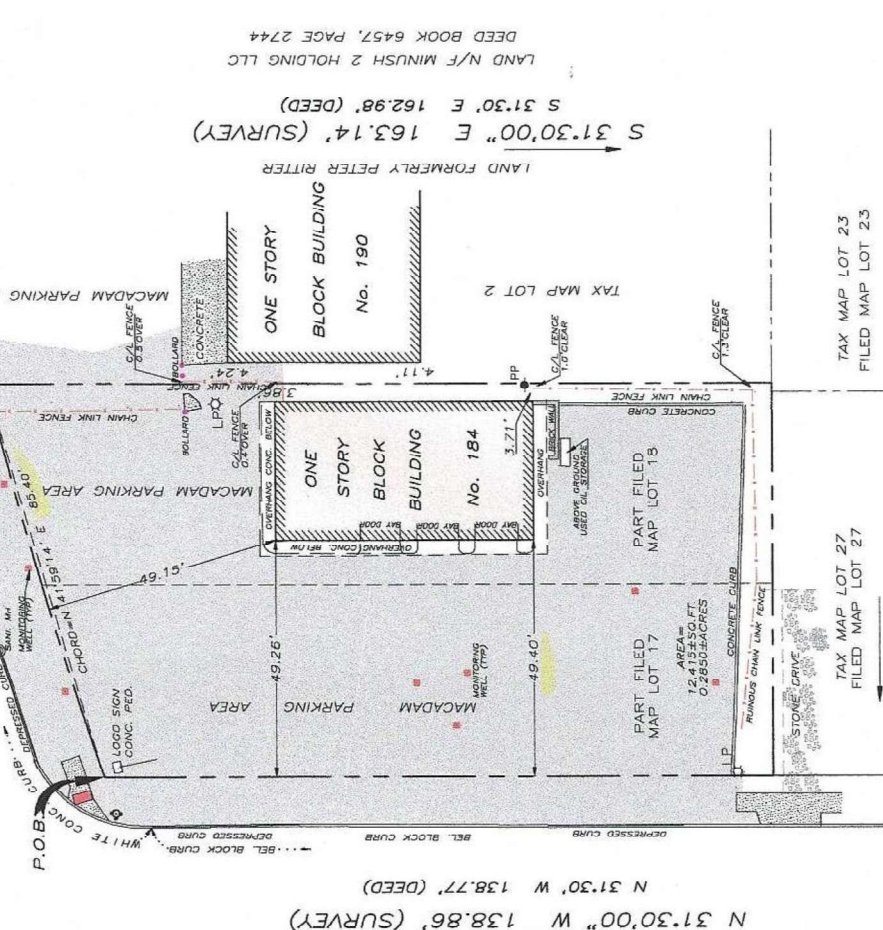 DEED BOOK 6457, PAGE 2744
LAND N/F MINUSH 2 HOLDING LLC
S 31°30' E 162.98' (DEED)
S 31°30'00" E 163.14' (SURVEY)
LAND FORMERLY PETER RITTER
TAX MAP LOT 23
FILED MAP LOT 23
ONE STORY
BLOCK BUILDING
No. 190
MACADAM PARKING
CONCRETE
C/L FENCE
0.5'OVER
BOLLARD
TAX MAP LOT 2
C/L FENCE
1.0'CLEAR
C/L FENCE
1.3'CLEAR
4.24'
4.11'
CHAIN LINK FENCE
PP
3.86'
CHAIN LINK FENCE
CHAIN LINK FENCE
CONCRETE CURB
BOLLARD
LP
C/L FENCE
0.4'OVER
OVERHANG CONC. BELOW
ONE
STORY
BLOCK
BUILDING
No. 184
3.71'
BRICK WALL
OVERHANG
ABOVE GROUND
USED OIL STORAGE
MACADAM PARKING AREA
85.40'
CHORD=N 41°59'14" E
BAY DOOR
BAY DOOR
BAY DOOR
OVERHANG CONC. BELOW
PART FILED
MAP LOT 18
49.15'
SANI. MH
MONITORING
WELL (TYP)
TAX MAP LOT 27
FILED MAP LOT 27
49.26'
49.40'
CONCRETE CURB
RUINOUS CHAIN LINK FENCE
STONE DRIVE
MONITORING
WELL (TYP)
PART FILED
MAP LOT 17
AREA=
12,415±SQ.FT.
0.2850±ACRES
MACADAM PARKING AREA
LOGO SIGN
CONC. PED.
LP
DEPRESSED CURB
P.O.B.
WHITE CONC CURB
BEL. BLOCK CURB
DEPRESSED CURB
BEL. BLOCK CURB
DEPRESSED CURB
N 31°30' W 138.77' (DEED)
N 31°30'00" W 138.86' (SURVEY)